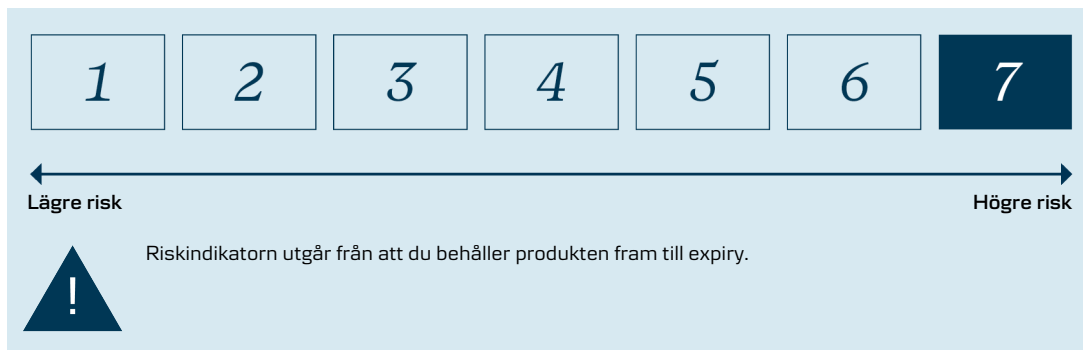 1 2 3 4 5 6 7
Lägre risk Högre risk
Riskindikatorn utgår från att du behåller produkten fram till expiry.
!